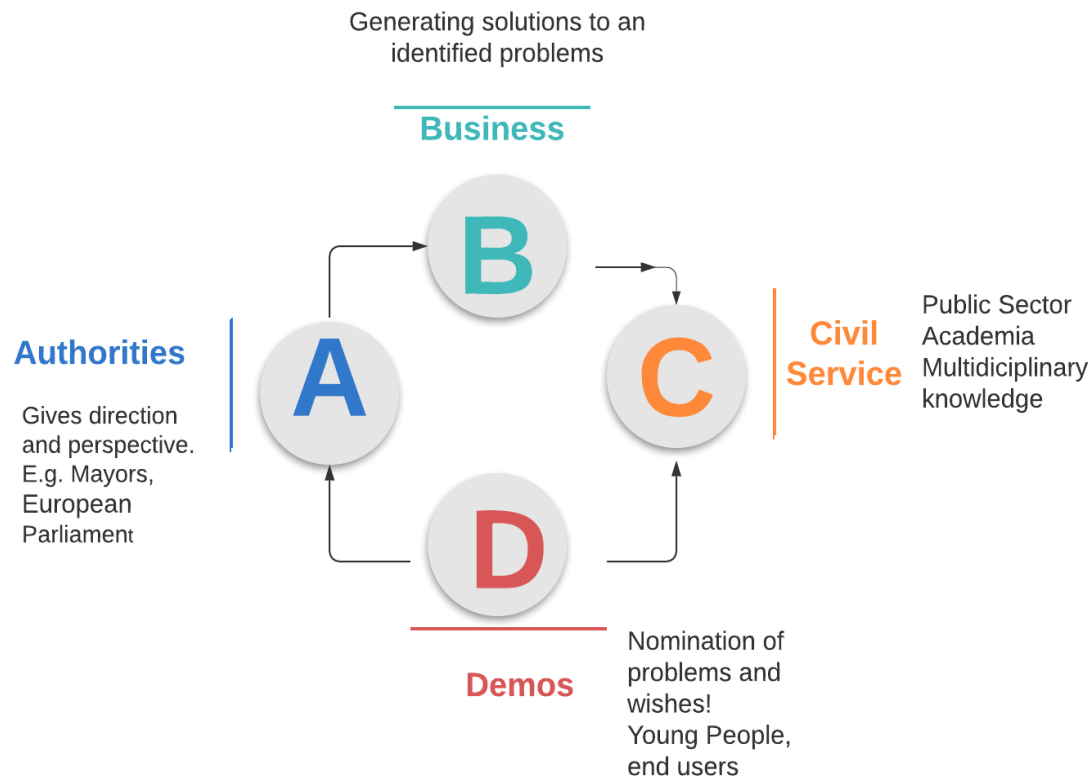 Generating solutions to an
identified problems
Business
B
Authorities
Gives direction
and perspective.
E.g. Mayors,
European
Parliament
A
C
Civil
Service
Public Sector
Academia
Multidiciplinary
knowledge
D
Demos
Nomination of
problems and
wishes!
Young People,
end users